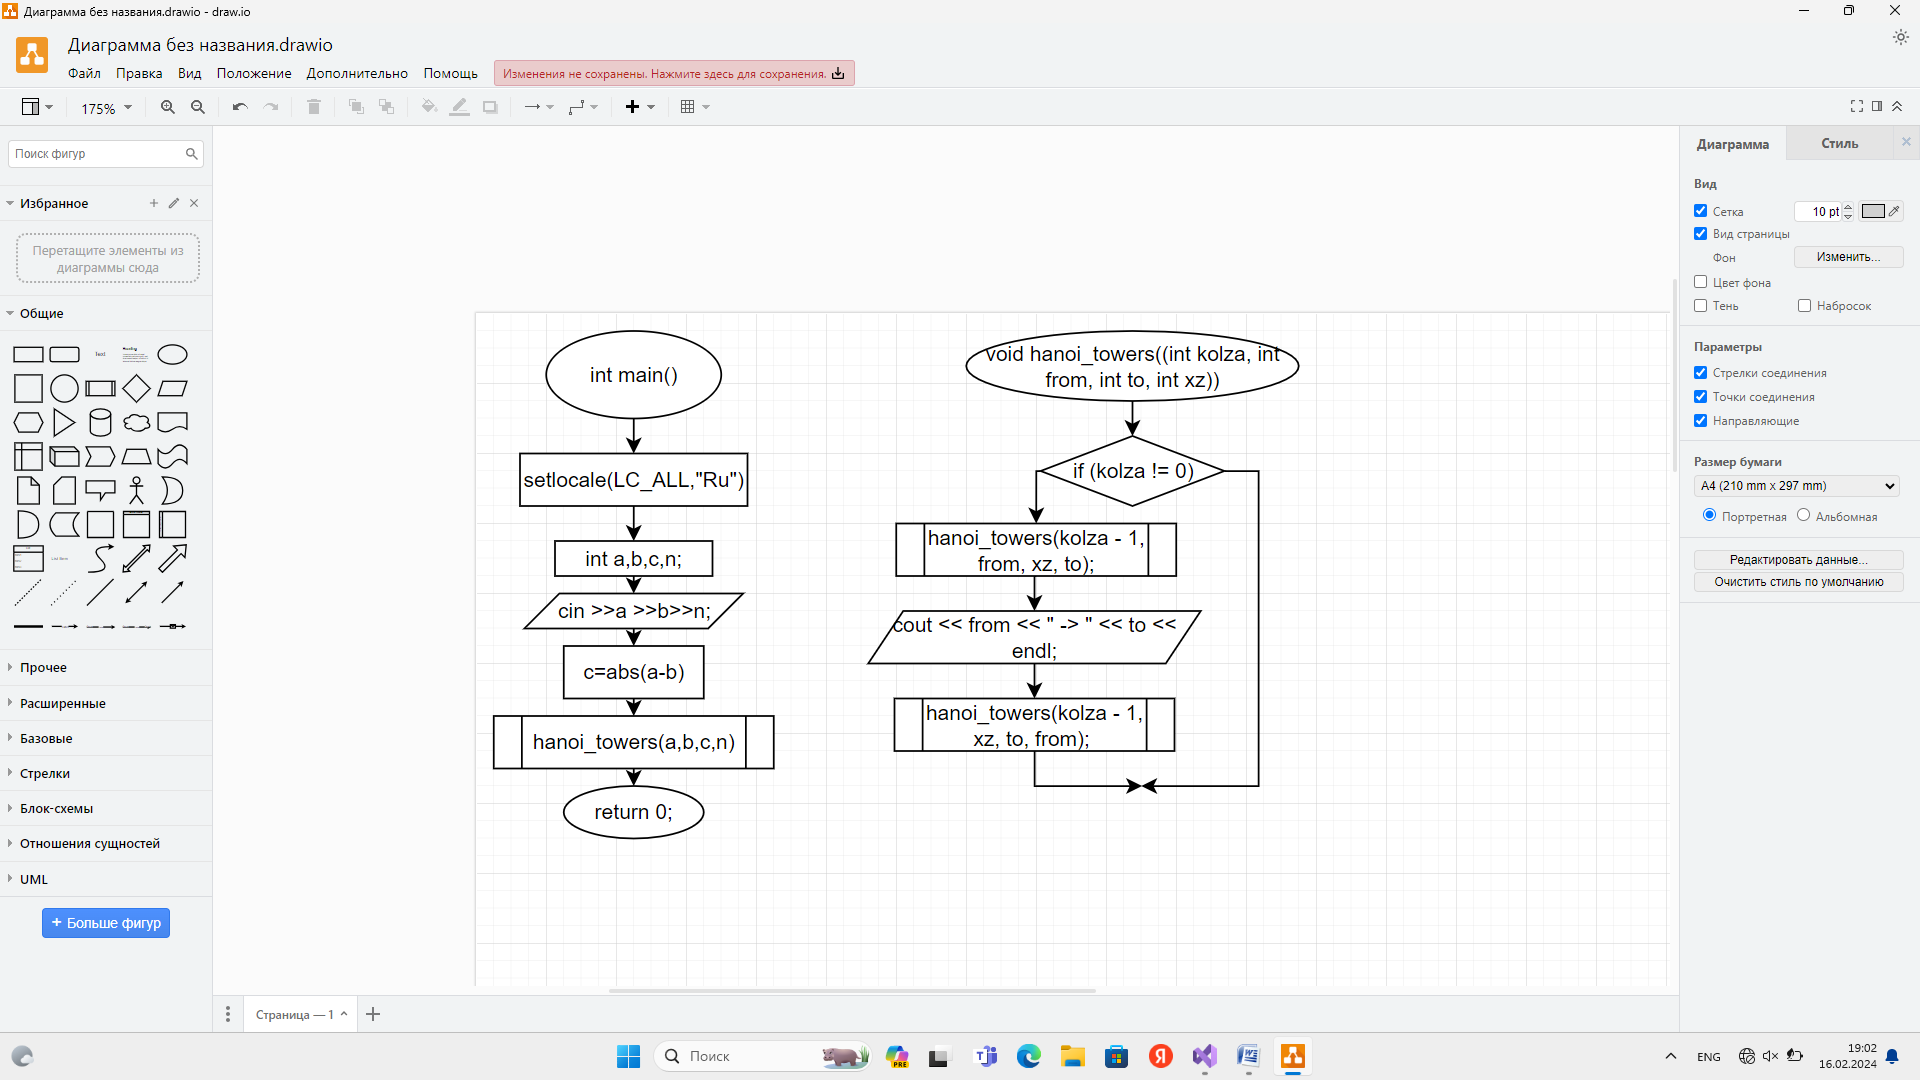 Диаграмма без названия.drawio - draw.io
Диаграмма без названия.drawio
Файл Правка Вид Положение Дополнительно Помощь
Изменения не сохранены. Нажмите здесь для сохранения.
175%
Поиск фигур
Избранное
Перетащите элементы из
диаграммы сюда
Общие
Text
Heading
Прочее
Расширенные
Базовые
Стрелки
Блок-схемы
Отношения сущностей
UML
+ Больше фигур
int main()
setlocale(LC_ALL,"Ru")
int a,b,c,n;
cin >>a >>b>>n;
c=abs(a-b)
hanoi_towers(a,b,c,n)
return 0;
void hanoi_towers((int kolza, int
from, int to, int xz))
if (kolza != 0)
hanoi_towers(kolza - 1,
from, xz, to);
cout << from << " -> " << to <<
endl;
hanoi_towers(kolza - 1,
xz, to, from);
Диаграмма Стиль
Вид
Сетка 10 pt
Вид страницы
Фон Изменить...
Цвет фона
Тень Набросок
Параметры
Стрелки соединения
Точки соединения
Направляющие
Размер бумаги
A4 (210 mm x 297 mm)
Портретная Альбомная
Редактировать данные...
Очистить стиль по умолчанию
Страница — 1
Поиск
PRE
ENG
19:02
16.02.2024